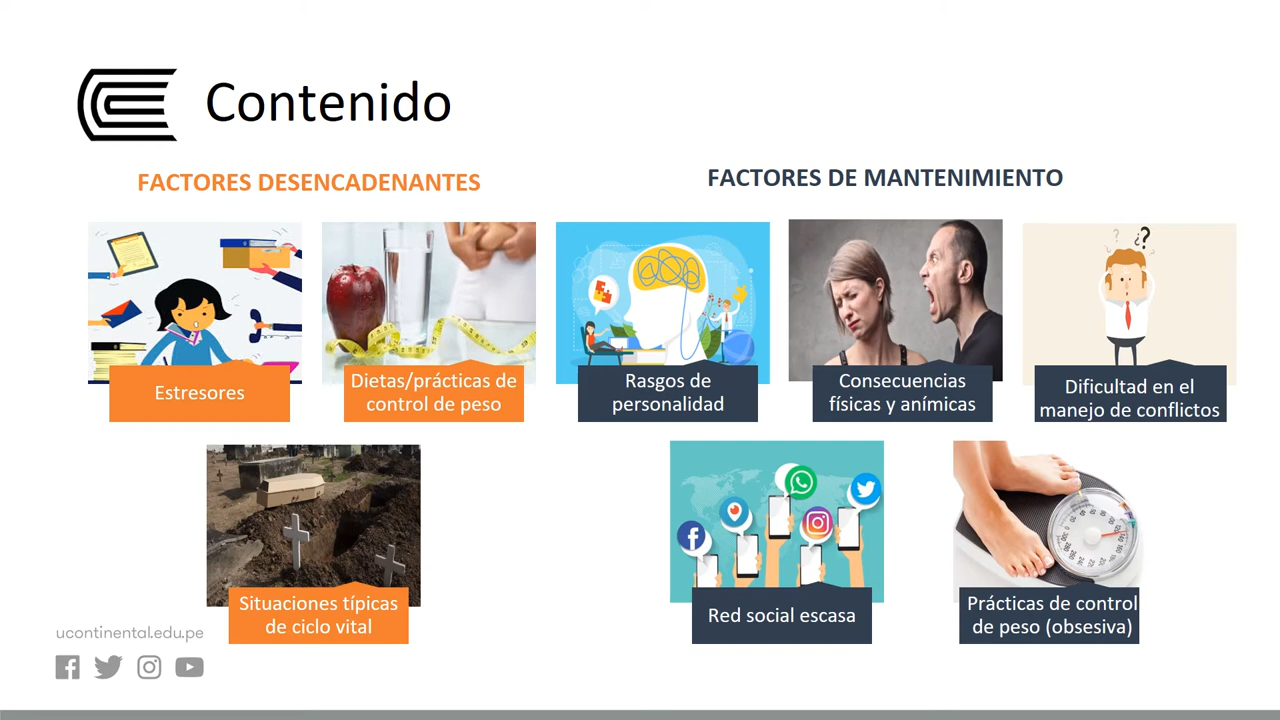 Contenido
FACTORES DESENCADENANTES
FACTORES DE MANTENIMIENTO
Estresores
Dietas/prácticas de
control de peso
Rasgos de
personalidad
Consecuencias
físicas y anímicas
Dificultad en el
manejo de conflictos
Situaciones típicas
de ciclo vital
Red social escasa
Prácticas de control
de peso (obsesiva)
ucontinental.edu.pe